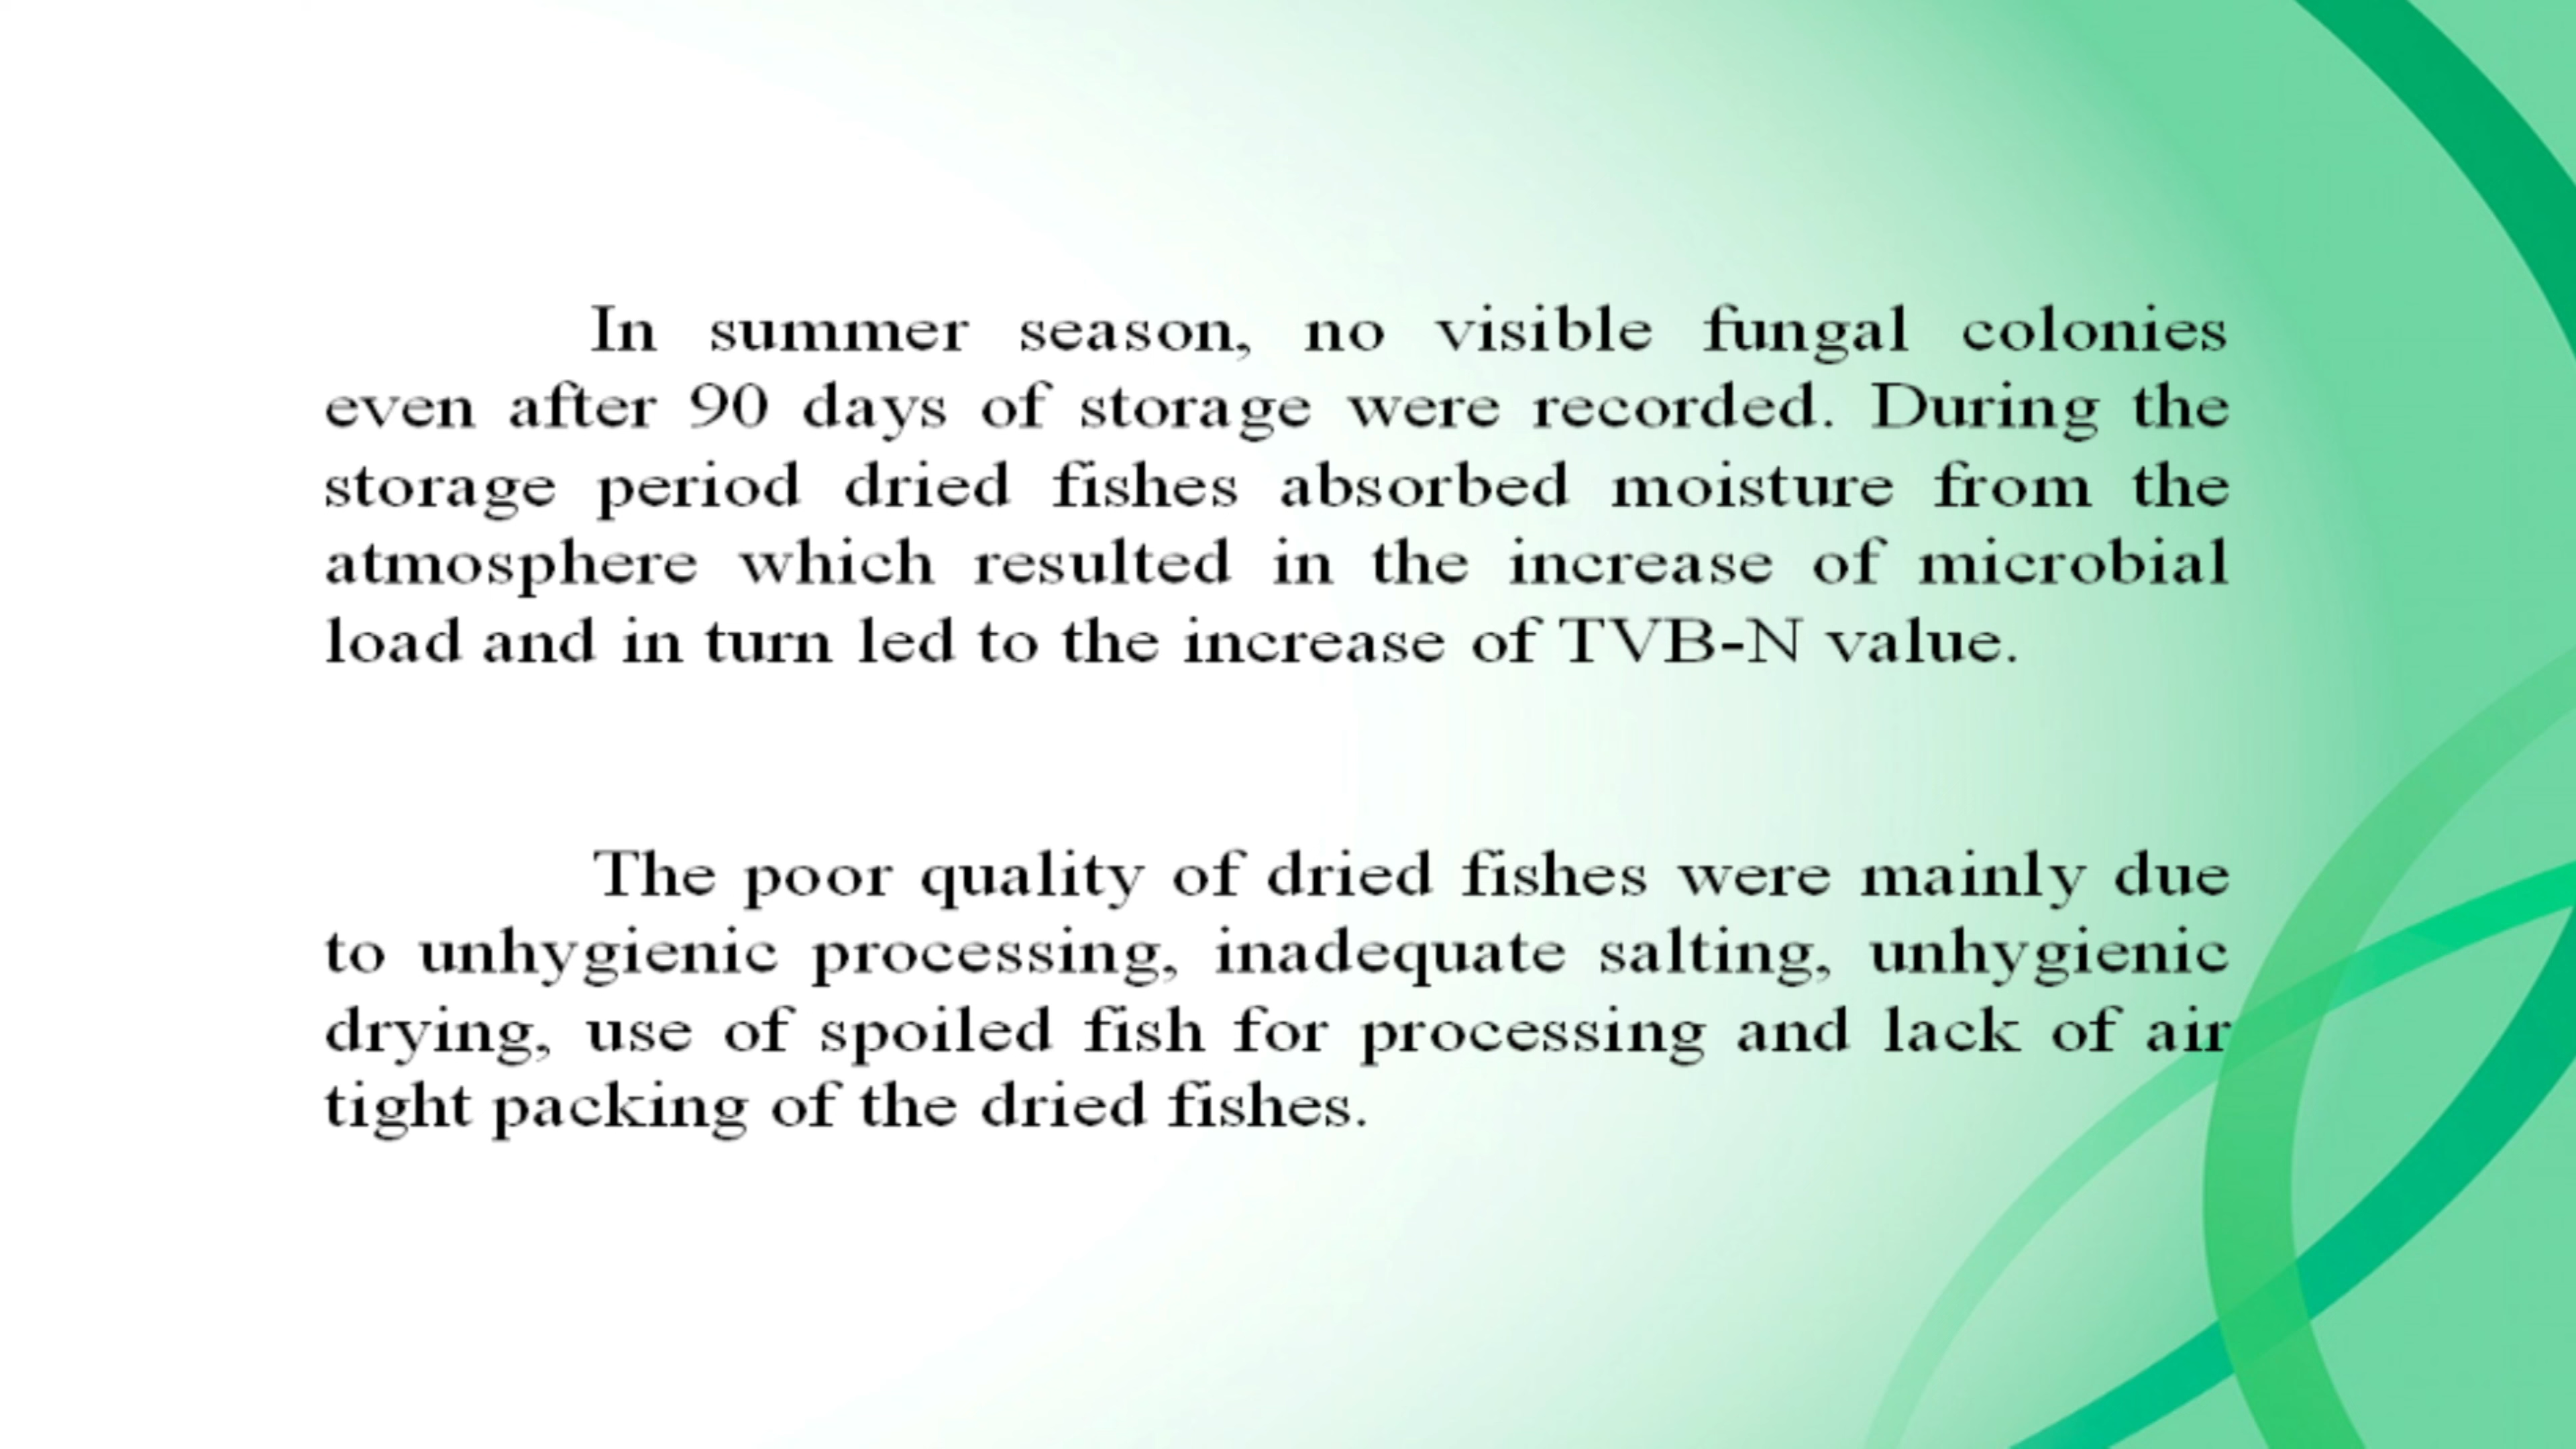 In summer season, no visible fungal colonies
even after 90 days of storage were recorded. During the
storage period dried fishes absorbed moisture from the
atmosphere which resulted in the increase of microbial
load and in turn led to the increase of TVB-N value.
The poor quality of dried fishes were mainly due
to unhygienic processing, inadequate salting, unhygienic
drying, use of spoiled fish for processing and lack of air
tight packing of the dried fishes.